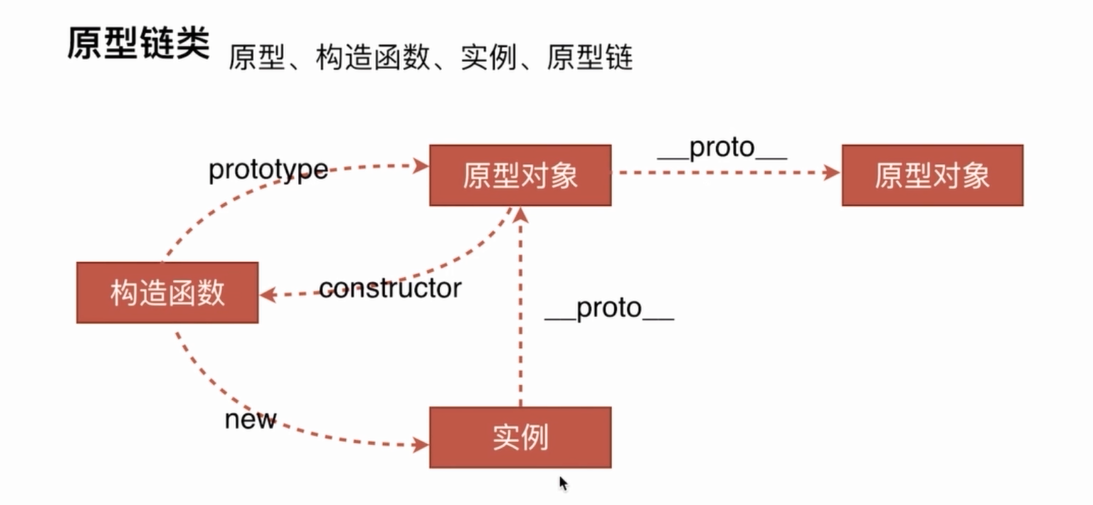 原型链类 原型、构造函数、实例、原型链
prototype
原型对象
__proto__
原型对象
构造函数
constructor
__proto__
new
实例